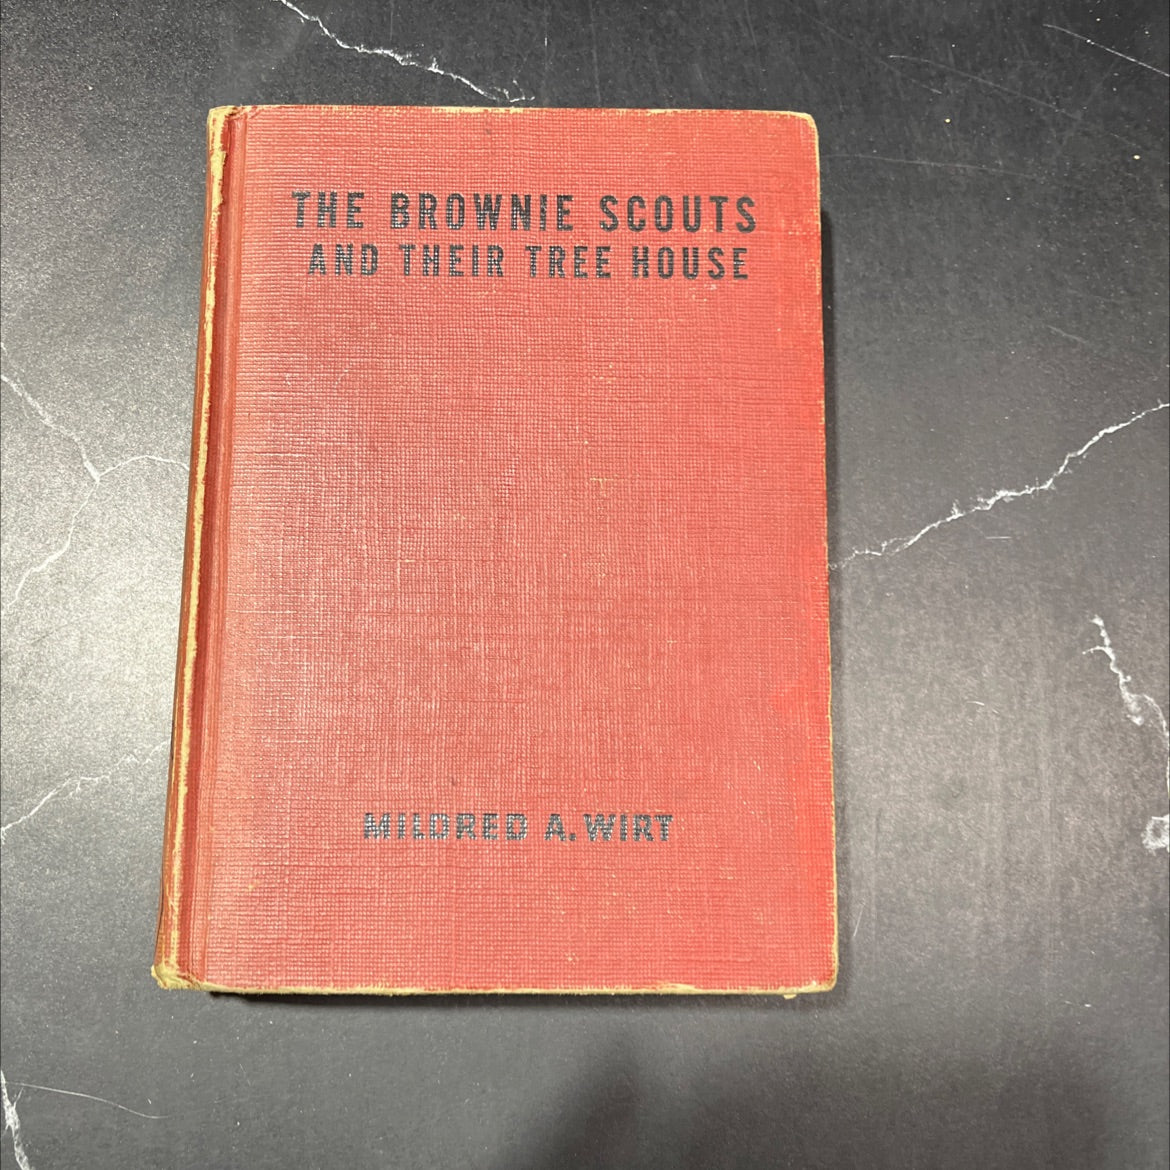 THE BROWNIE SCOUTS
AND THEIR TREE HOUSE
MILDRED A. WIRT